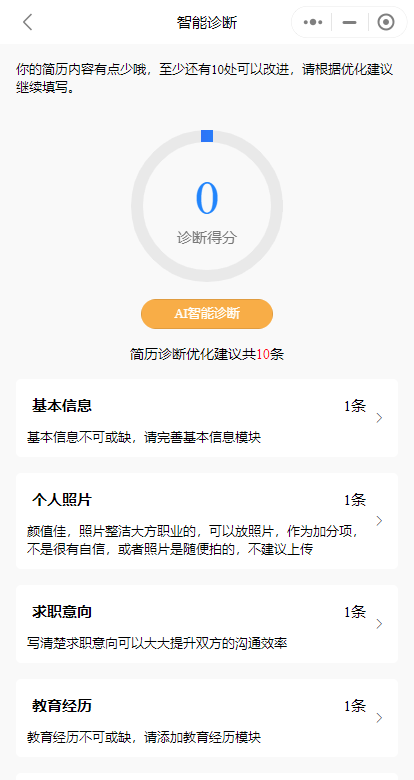 智能诊断
你的简历内容有点少哦，至少还有10处可以改进，请根据优化建议
继续填写。
0
诊断得分
AI智能诊断
简历诊断优化建议共10条
基本信息
1条
基本信息不可或缺，请完善基本信息模块
个人照片
1条
颜值佳，照片整洁大方职业的，可以放照片，作为加分项，
不是很有自信，或者照片是随便拍的，不建议上传
求职意向
1条
写清楚求职意向可以大大提升双方的沟通效率
教育经历
1条
教育经历不可或缺，请添加教育经历模块